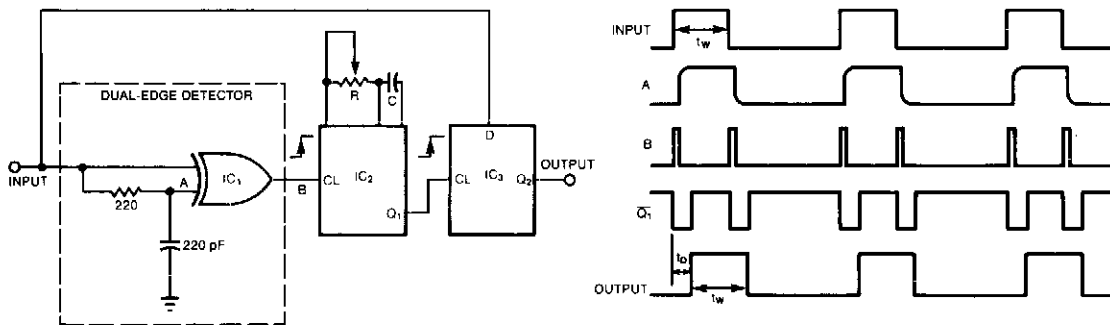 DUAL-EDGE DETECTOR
INPUT
A
220
220 pF
IC₁
B
R
C
CL
IC₂
Q₁
D
CL
IC₃
Q₂
OUTPUT
INPUT
tW
A
B
Q̅₁
tD
OUTPUT
tW